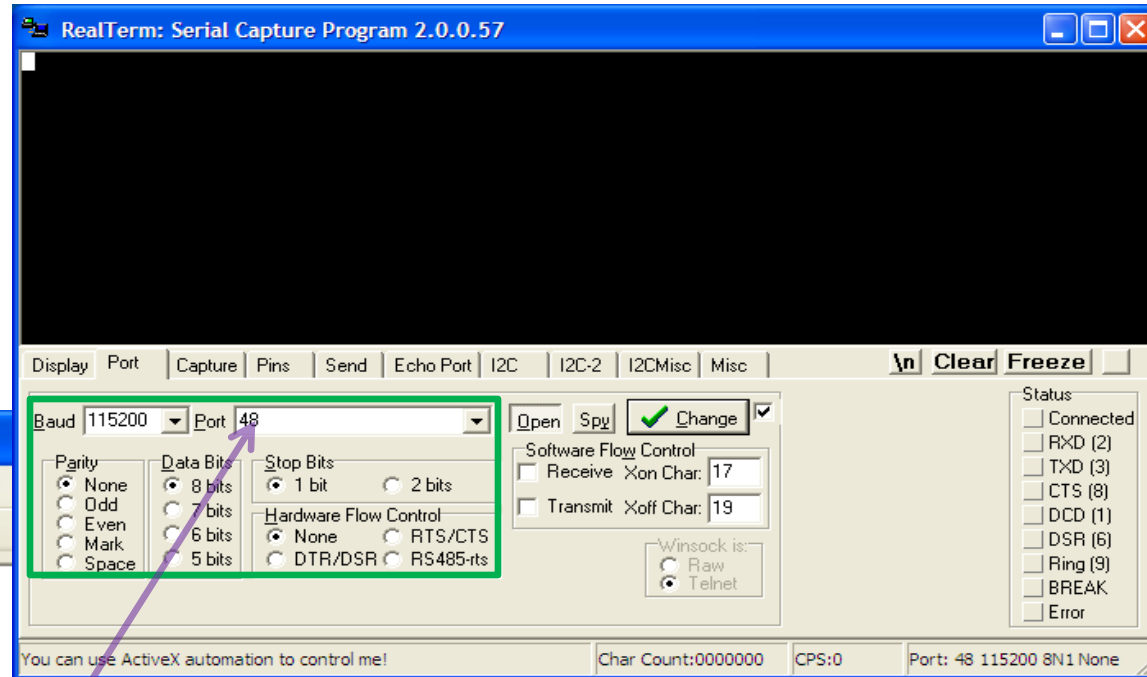 RealTerm: Serial Capture Program 2.0.0.57
Display Port Capture Pins Send Echo Port I2C I2C-2 I2CMisc Misc \n Clear Freeze
Baud 115200 Port 48 Open Spy Change
Status
Connected
RXD (2)
TXD (3)
CTS (8)
DCD (1)
DSR (6)
Ring (9)
BREAK
Error
Parity
None
Odd
Even
Mark
Space
Data Bits
8 bits
7 bits
6 bits
5 bits
Stop Bits
1 bit 2 bits
Hardware Flow Control
None RTS/CTS
DTR/DSR RS485-rts
Software Flow Control
Receive Xon Char: 17
Transmit Xoff Char: 19
Winsock is:
Raw
Telnet
You can use ActiveX automation to control me! Char Count:0000000 CPS:0 Port: 48 115200 8N1 None